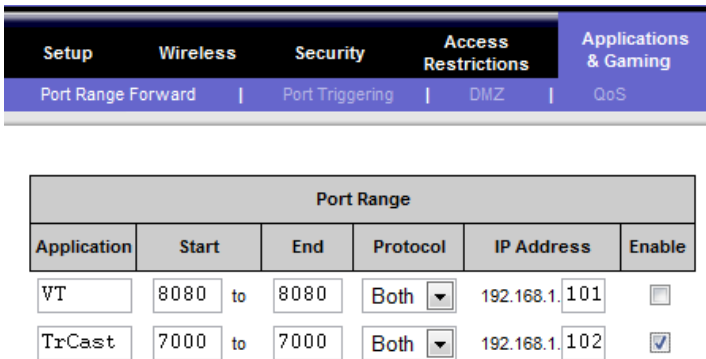 Setup Wireless Security Access Restrictions Applications & Gaming
Port Range Forward | Port Triggering | DMZ | QoS
Port Range
Application Start End Protocol IP Address Enable
VT 8080 to 8080 Both 192.168.1. 101
TrCast 7000 to 7000 Both 192.168.1. 102